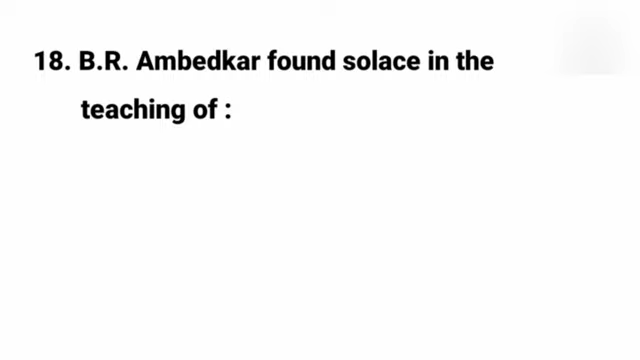 18. B.R. Ambedkar found solace in the
teaching of :